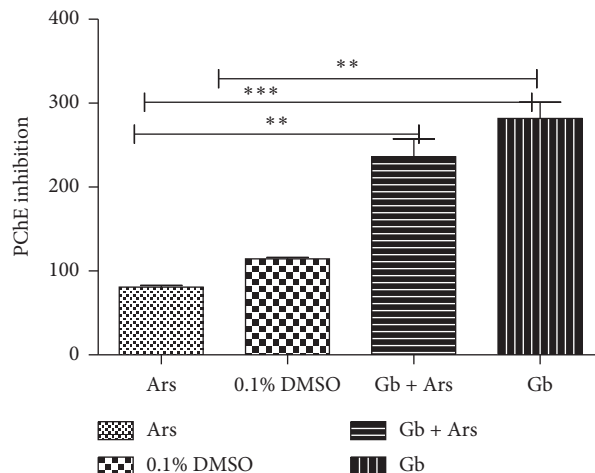 400
**
300
***
**
200
100
0
PChE inhibition
Ars 0.1% DMSO Gb + Ars Gb
Ars Gb + Ars
0.1% DMSO Gb